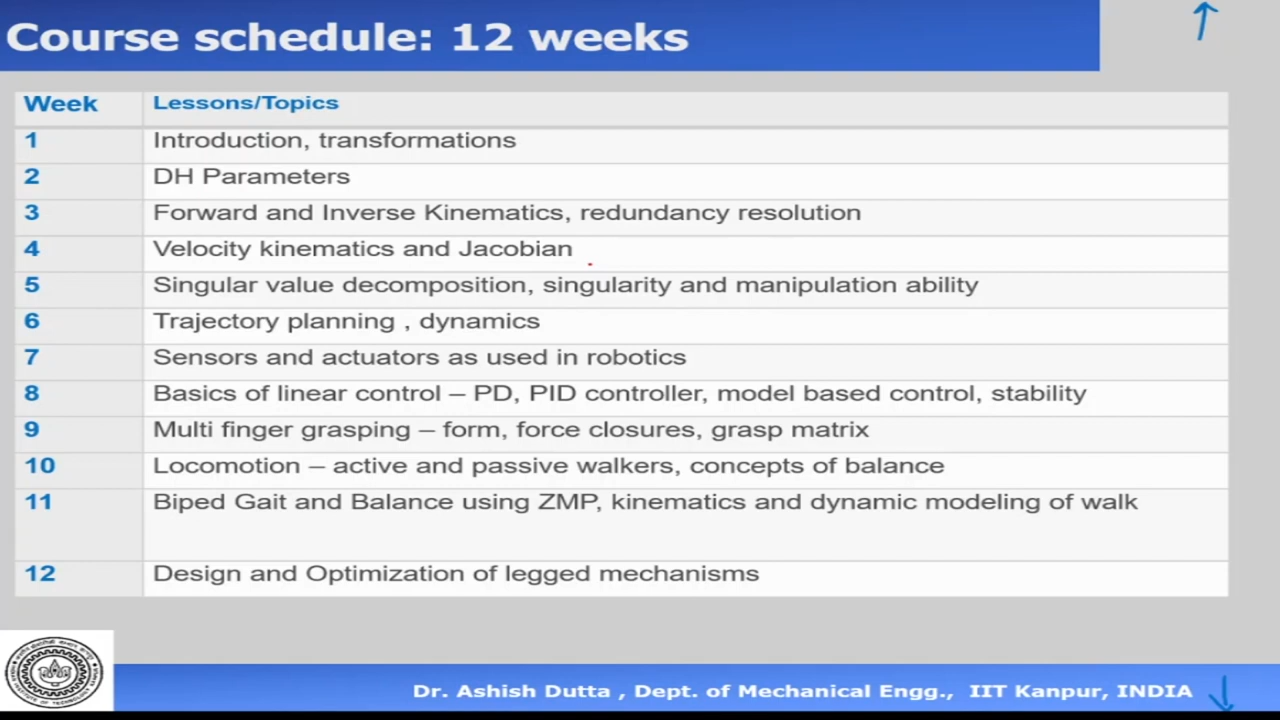 Course schedule: 12 weeks
Week Lessons/Topics
1 Introduction, transformations
2 DH Parameters
3 Forward and Inverse Kinematics, redundancy resolution
4 Velocity kinematics and Jacobian
5 Singular value decomposition, singularity and manipulation ability
6 Trajectory planning , dynamics
7 Sensors and actuators as used in robotics
8 Basics of linear control – PD, PID controller, model based control, stability
9 Multi finger grasping – form, force closures, grasp matrix
10 Locomotion – active and passive walkers, concepts of balance
11 Biped Gait and Balance using ZMP, kinematics and dynamic modeling of walk
12 Design and Optimization of legged mechanisms
Dr. Ashish Dutta , Dept. of Mechanical Engg., IIT Kanpur, INDIA